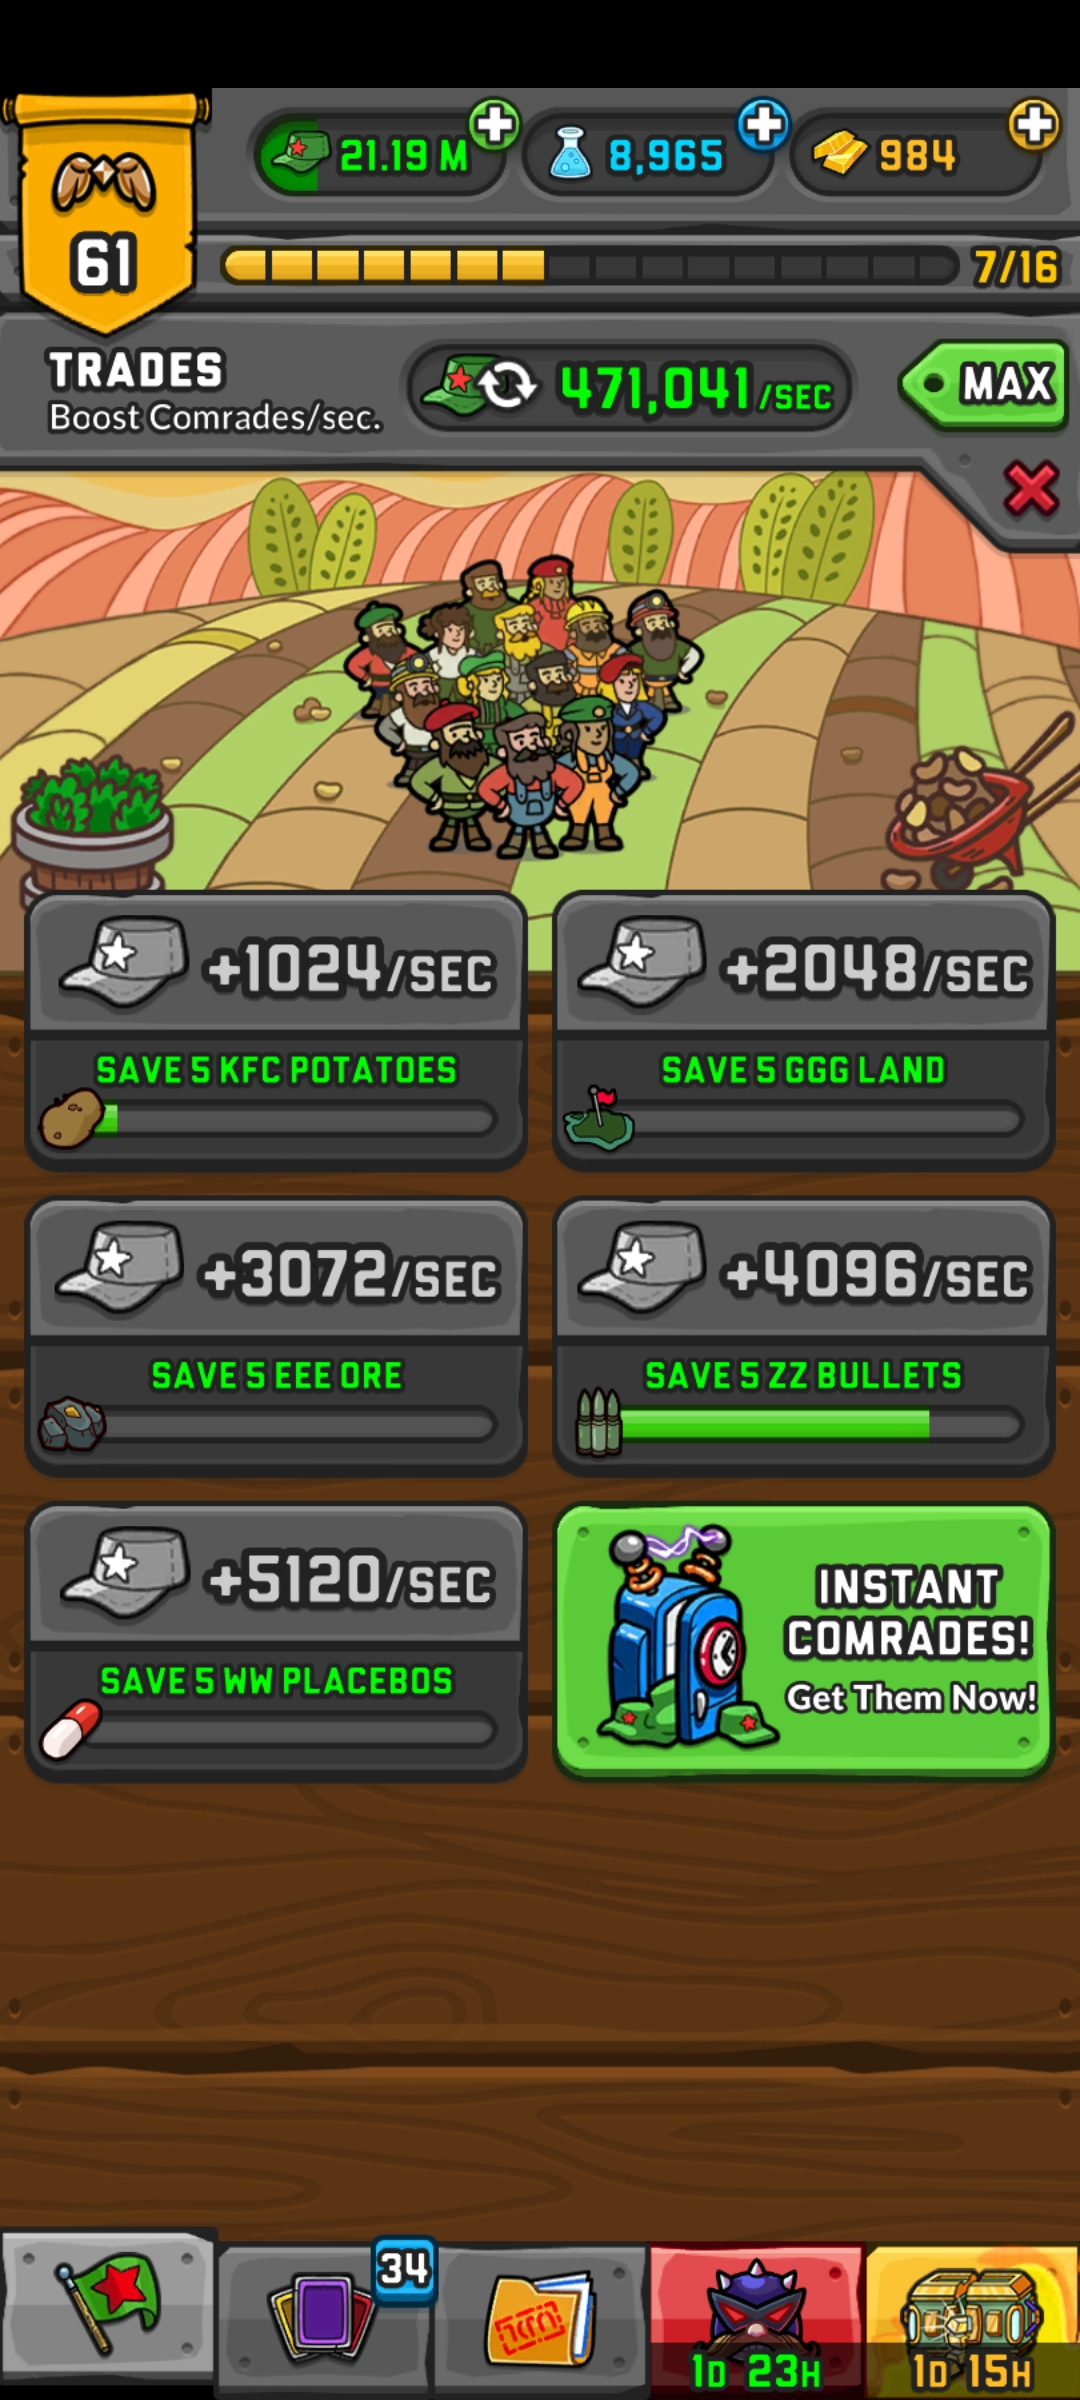 21.19 M
8,965
984
61
7/16
TRADES
Boost Comrades/sec.
471,041/SEC
MAX
+1024/SEC
SAVE 5 KFC POTATOES
+2048/SEC
SAVE 5 GGG LAND
+3072/SEC
SAVE 5 EEE ORE
+4096/SEC
SAVE 5 ZZ BULLETS
+5120/SEC
SAVE 5 WW PLACEBOS
INSTANT
COMRADES!
Get Them Now!
34
1D 23H
1D 15H